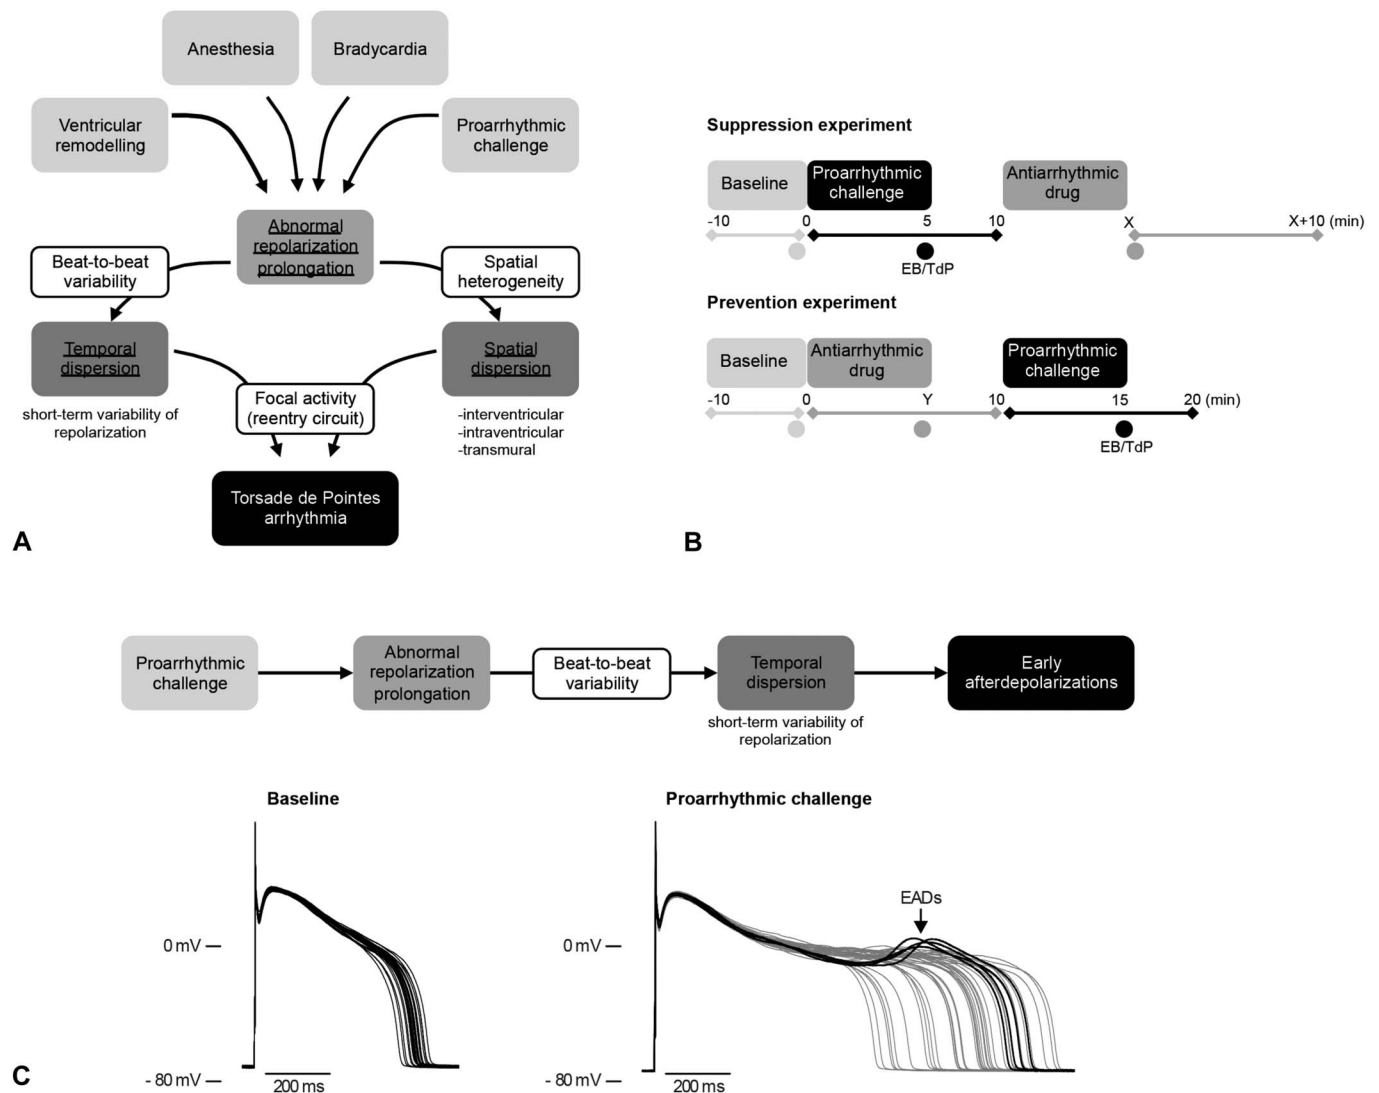 Anesthesia
Bradycardia
Ventricular
remodelling
Proarrhythmic
challenge
Abnormal
repolarization
prolongation
Beat-to-beat
variability
Spatial
heterogeneity
Temporal
dispersion
Spatial
dispersion
short-term variability of
repolarization
Focal activity
(reentry circuit)
-interventricular
-intraventricular
-transmural
Torsade de Pointes
arrhythmia
A
Suppression experiment
Baseline
Proarrhythmic
challenge
Antiarrhythmic
drug
-10 0 5 10 X X+10 (min)
EB/TdP
Prevention experiment
Baseline
Antiarrhythmic
drug
Proarrhythmic
challenge
-10 0 Y 10 15 20 (min)
EB/TdP
B
Proarrhythmic
challenge
Abnormal
repolarization
prolongation
Beat-to-beat
variability
Temporal
dispersion
Early
afterdepolarizations
short-term variability of
repolarization
Baseline
0 mV
- 80 mV
200 ms
Proarrhythmic challenge
EADs
0 mV
- 80 mV
200 ms
C